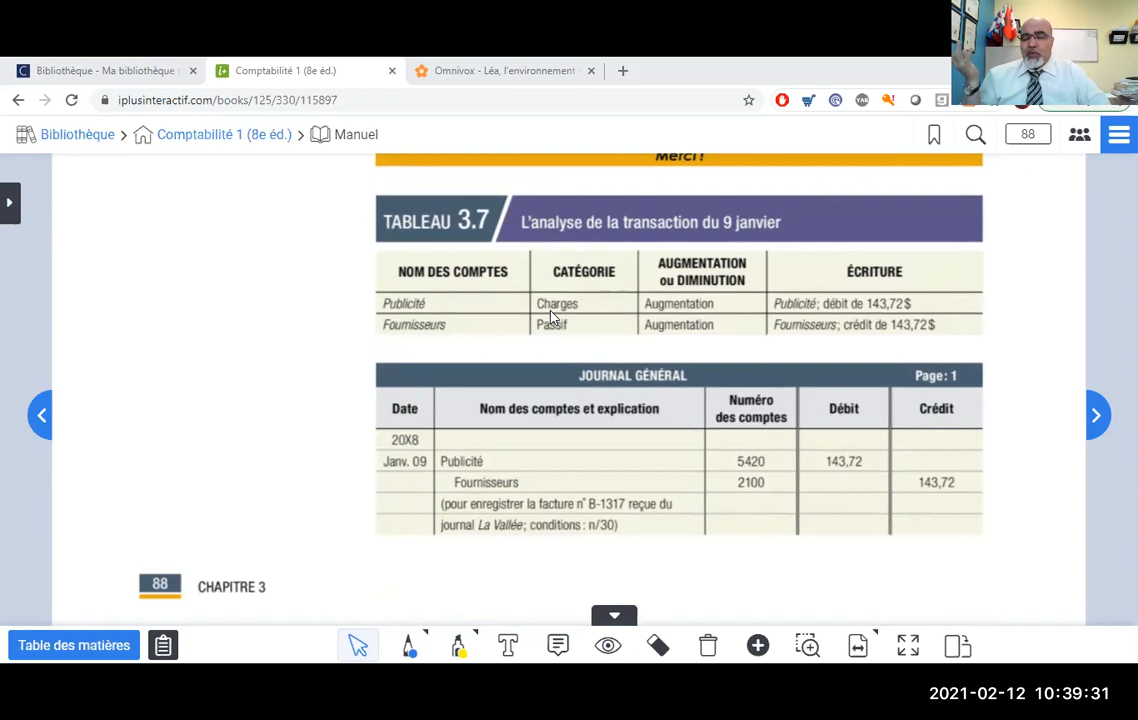 Bibliothèque - Ma bibliothèque
Comptabilité 1 (8e éd.)
Omnivox - Léa, l'environnement
iplusinteractif.com/books/125/330/115897
Bibliothèque > Comptabilité 1 (8e éd.) > Manuel
88
Merci !
TABLEAU 3.7 L'analyse de la transaction du 9 janvier
NOM DES COMPTES CATÉGORIE AUGMENTATION ou DIMINUTION ÉCRITURE
Publicité Charges Augmentation Publicité ; débit de 143,72 $
Fournisseurs Passif Augmentation Fournisseurs ; crédit de 143,72 $
JOURNAL GÉNÉRAL Page : 1
Date Nom des comptes et explication Numéro des comptes Débit Crédit
20X8
Janv. 09 Publicité 5420 143,72
Fournisseurs 2100 143,72
(pour enregistrer la facture n° B-1317 reçue du
journal La Vallée ; conditions : n/30)
88 CHAPITRE 3
Table des matières
2021-02-12 10:39:31